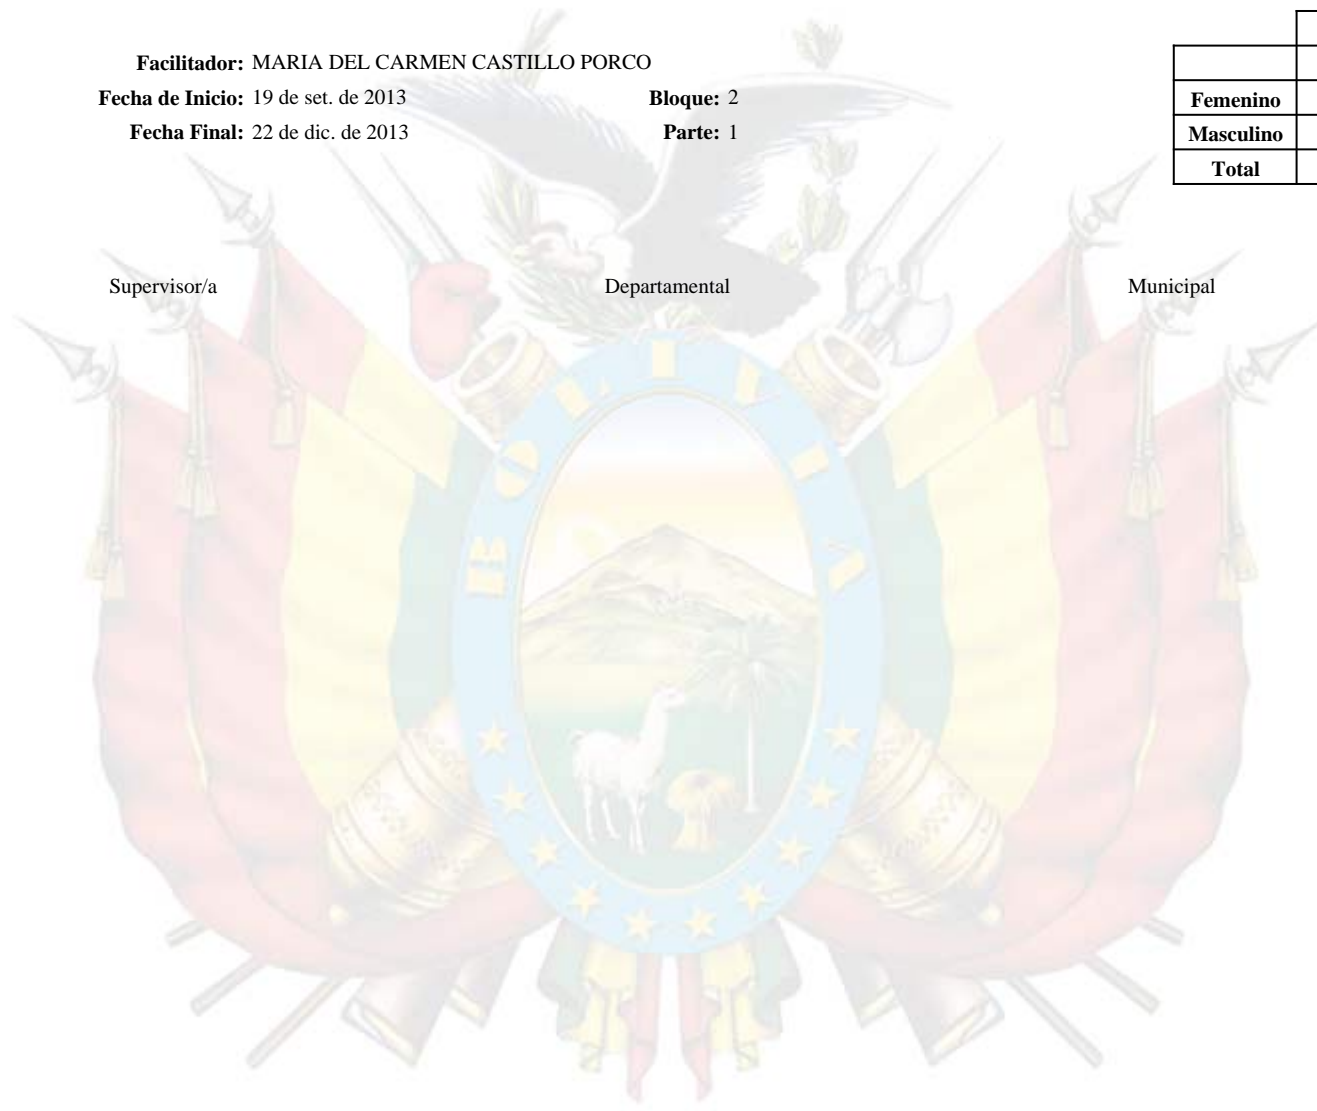 Facilitador: MARIA DEL CARMEN CASTILLO PORCO
Fecha de Inicio: 19 de set. de 2013 Bloque: 2
Fecha Final: 22 de dic. de 2013 Parte: 1
Femenino
Masculino
Total
Supervisor/a Departamental Municipal
BOLIVIA